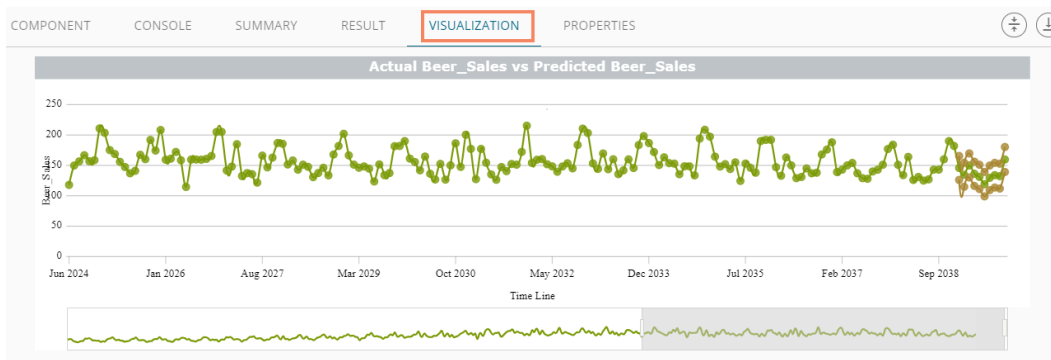 COMPONENT CONSOLE SUMMARY RESULT VISUALIZATION PROPERTIES
Actual Beer_Sales vs Predicted Beer_Sales
250
200
150
100
50
0
Beer_Sales
Jun 2024 Jan 2026 Aug 2027 Mar 2029 Oct 2030 May 2032 Dec 2033 Jul 2035 Feb 2037 Sep 2038
Time Line